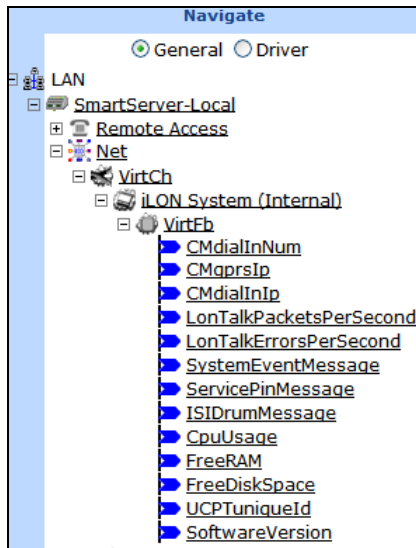 Navigate
General Driver
LAN
SmartServer-Local
Remote Access
Net
VirtCh
iLON System (Internal)
VirtFb
CMdialInNum
CMgprsIp
CMdialInIp
LonTalkPacketsPerSecond
LonTalkErrorsPerSecond
SystemEventMessage
ServicePinMessage
ISIDrumMessage
CpuUsage
FreeRAM
FreeDiskSpace
UCPTuniqueId
SoftwareVersion